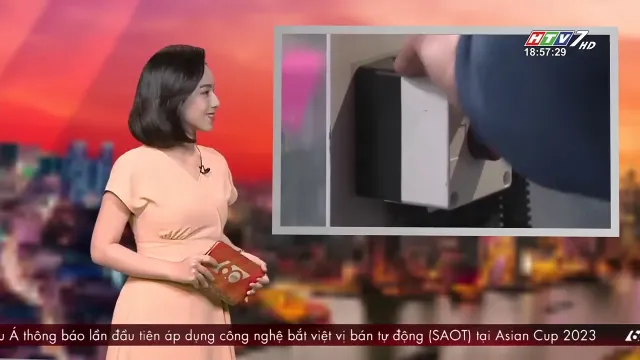 HTV7 HD
18:57:29
60
Á thông báo lần đầu tiên áp dụng công nghệ bắt việt vị bán tự động (SAOT) tại Asian Cup 2023